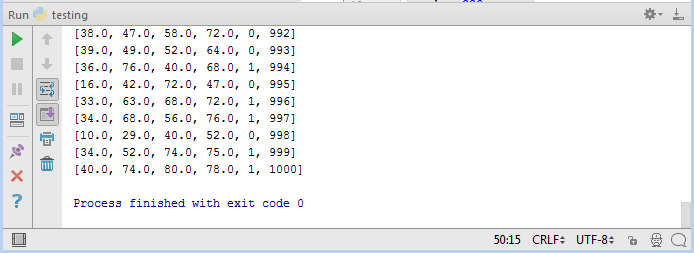 Run testing
[38.0, 47.0, 58.0, 72.0, 0, 992]
[39.0, 49.0, 52.0, 64.0, 0, 993]
[36.0, 76.0, 40.0, 68.0, 1, 994]
[16.0, 42.0, 72.0, 47.0, 0, 995]
[33.0, 63.0, 68.0, 72.0, 1, 996]
[34.0, 68.0, 56.0, 76.0, 1, 997]
[10.0, 29.0, 40.0, 52.0, 0, 998]
[34.0, 52.0, 74.0, 75.0, 1, 999]
[40.0, 74.0, 80.0, 78.0, 1, 1000]
Process finished with exit code 0
50:15 CRLF UTF-8